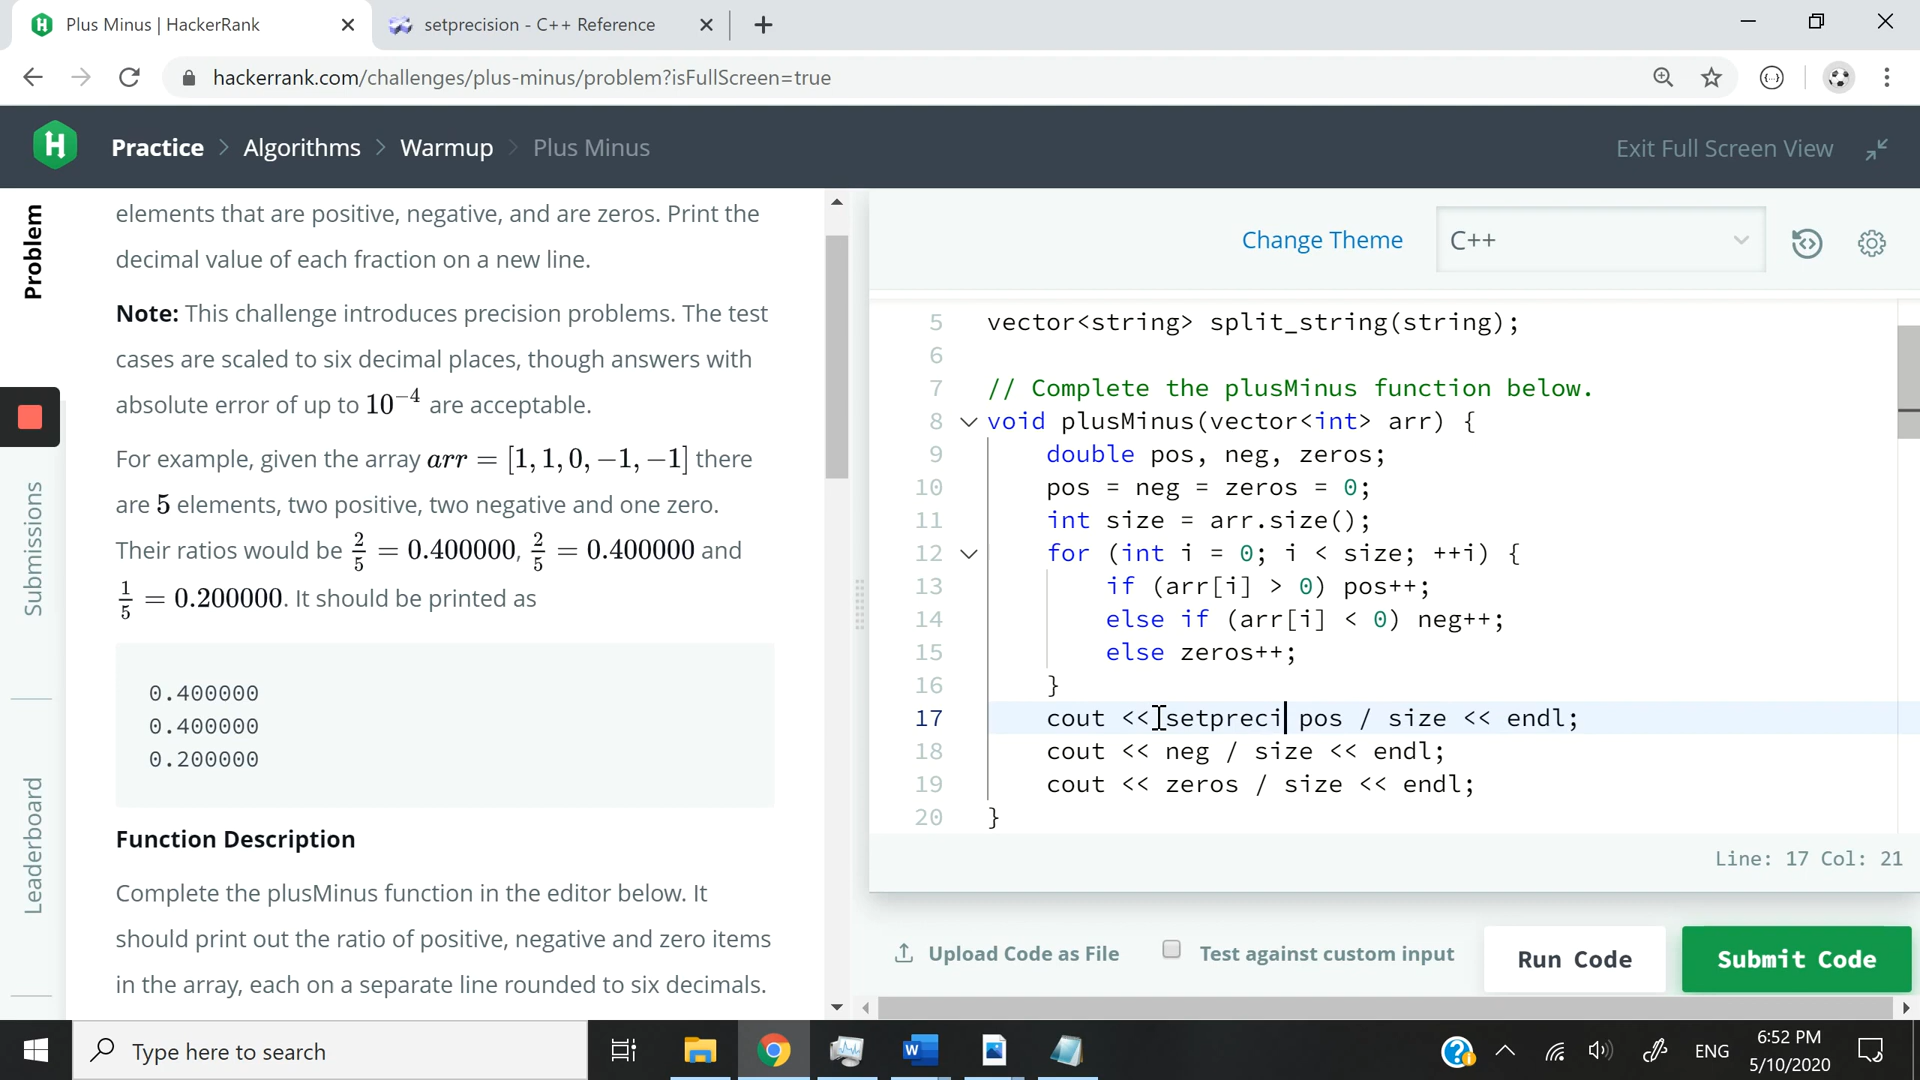 Plus Minus | HackerRank
setprecision - C++ Reference
hackerrank.com/challenges/plus-minus/problem?isFullScreen=true
H
Practice > Algorithms > Warmup > Plus Minus
Exit Full Screen View
Problem
Submissions
Leaderboard
elements that are positive, negative, and are zeros. Print the
decimal value of each fraction on a new line.
Note: This challenge introduces precision problems. The test
cases are scaled to six decimal places, though answers with
absolute error of up to 10⁻⁴ are acceptable.
For example, given the array arr = [1, 1, 0, −1, −1] there
are 5 elements, two positive, two negative and one zero.
Their ratios would be 2/5 = 0.400000, 2/5 = 0.400000 and
1/5 = 0.200000. It should be printed as
0.400000
0.400000
0.200000
Function Description
Complete the plusMinus function in the editor below. It
should print out the ratio of positive, negative and zero items
in the array, each on a separate line rounded to six decimals.
Change Theme
C++
5 vector<string> split_string(string);
6
7 // Complete the plusMinus function below.
8 void plusMinus(vector<int> arr) {
9 double pos, neg, zeros;
10 pos = neg = zeros = 0;
11 int size = arr.size();
12 for (int i = 0; i < size; ++i) {
13 if (arr[i] > 0) pos++;
14 else if (arr[i] < 0) neg++;
15 else zeros++;
16 }
17 cout << setpreci pos / size << endl;
18 cout << neg / size << endl;
19 cout << zeros / size << endl;
20 }
Line: 17 Col: 21
Upload Code as File
Test against custom input
Run Code
Submit Code
Type here to search
W
?
ENG
6:52 PM
5/10/2020